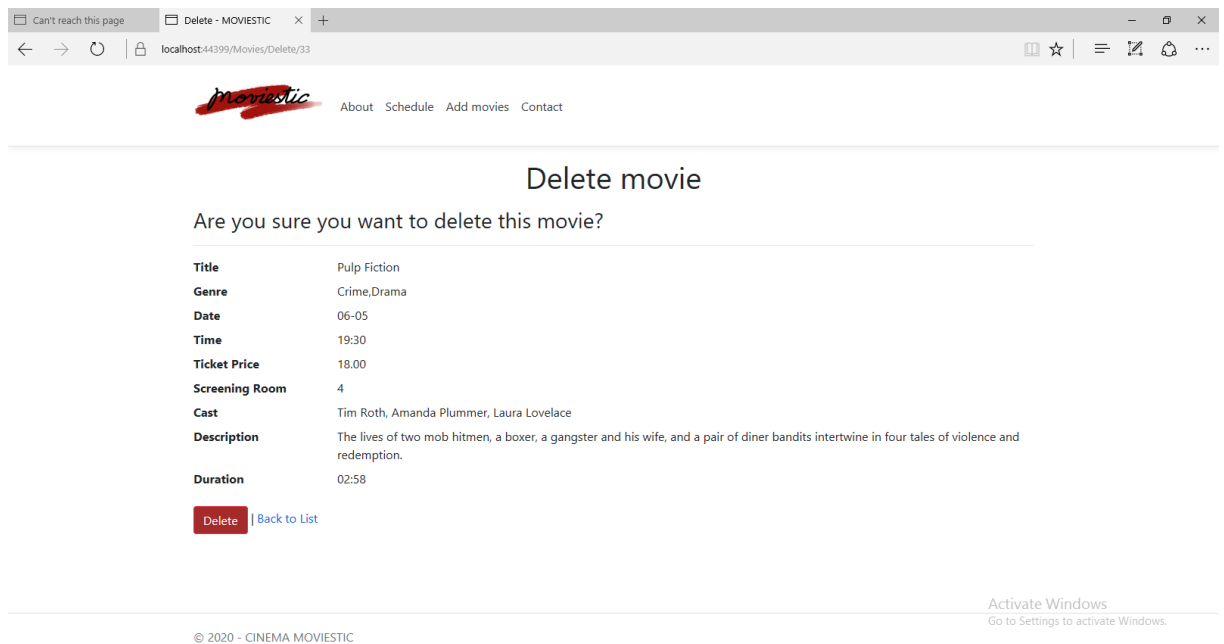 Can't reach this page
Delete - MOVIESTIC
localhost:44399/Movies/Delete/33
moviestic
About Schedule Add movies Contact
Delete movie
Are you sure you want to delete this movie?
Title Pulp Fiction
Genre Crime,Drama
Date 06-05
Time 19:30
Ticket Price 18.00
Screening Room 4
Cast Tim Roth, Amanda Plummer, Laura Lovelace
Description The lives of two mob hitmen, a boxer, a gangster and his wife, and a pair of diner bandits intertwine in four tales of violence and
redemption.
Duration 02:58
Delete | Back to List
Activate Windows
Go to Settings to activate Windows.
© 2020 - CINEMA MOVIESTIC